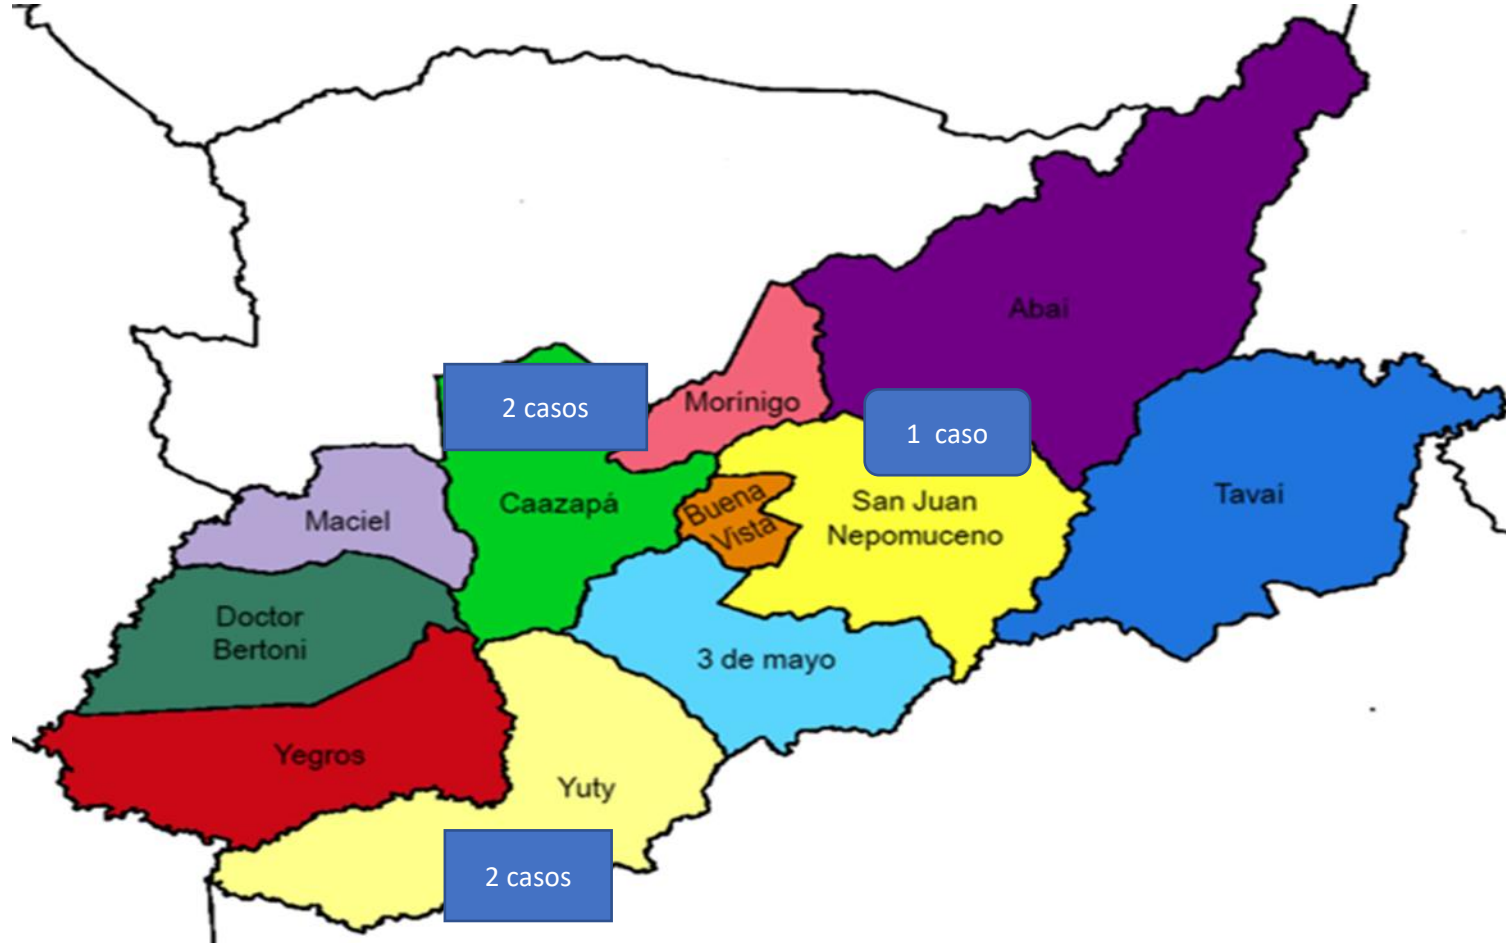 Abai
2 casos
Morínigo
1 caso
Caazapá
Buena
Vista
San Juan
Nepomuceno
Tavai
Maciel
Doctor
Bertoni
3 de mayo
Yegros
Yuty
2 casos